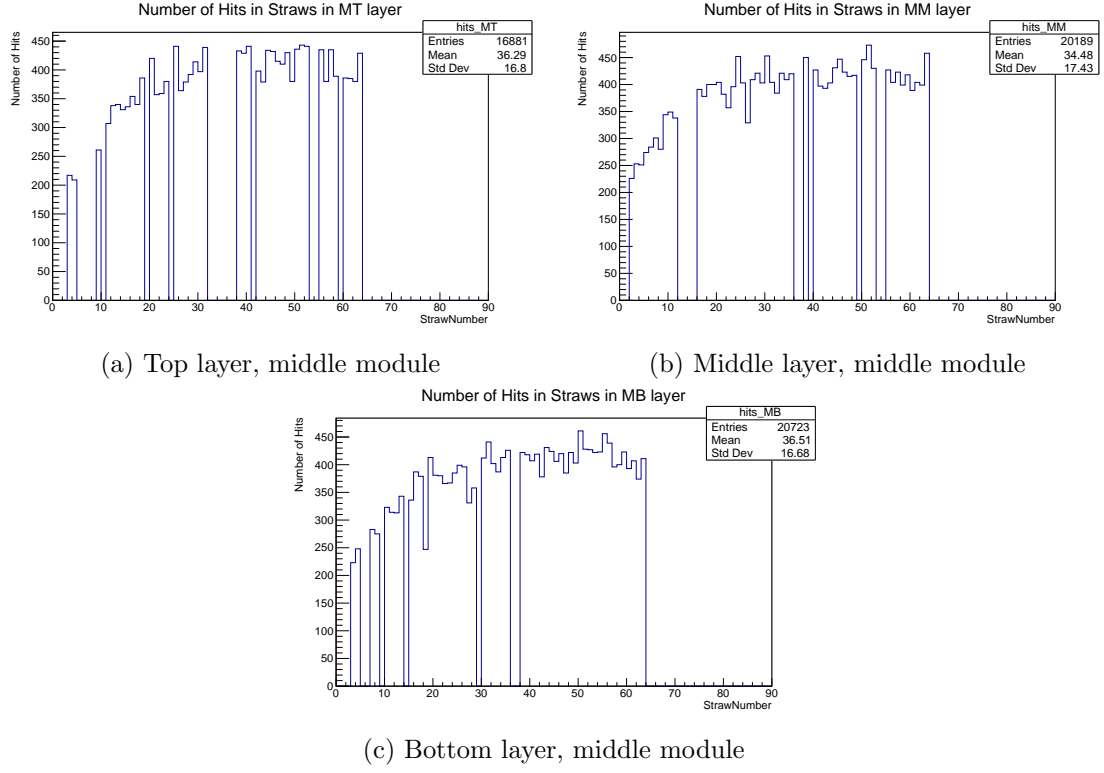 Number of Hits in Straws in MT layer
hits_MT
Entries 16881
Mean 36.29
Std Dev 16.8
Number of Hits
450
400
350
300
250
200
150
100
50
0
0 10 20 30 40 50 60 70 80 90
StrawNumber
(a) Top layer, middle module
Number of Hits in Straws in MM layer
hits_MM
Entries 20189
Mean 34.48
Std Dev 17.43
Number of Hits
450
400
350
300
250
200
150
100
50
0
0 10 20 30 40 50 60 70 80 90
StrawNumber
(b) Middle layer, middle module
Number of Hits in Straws in MB layer
hits_MB
Entries 20723
Mean 36.51
Std Dev 16.68
Number of Hits
450
400
350
300
250
200
150
100
50
0
0 10 20 30 40 50 60 70 80 90
StrawNumber
(c) Bottom layer, middle module